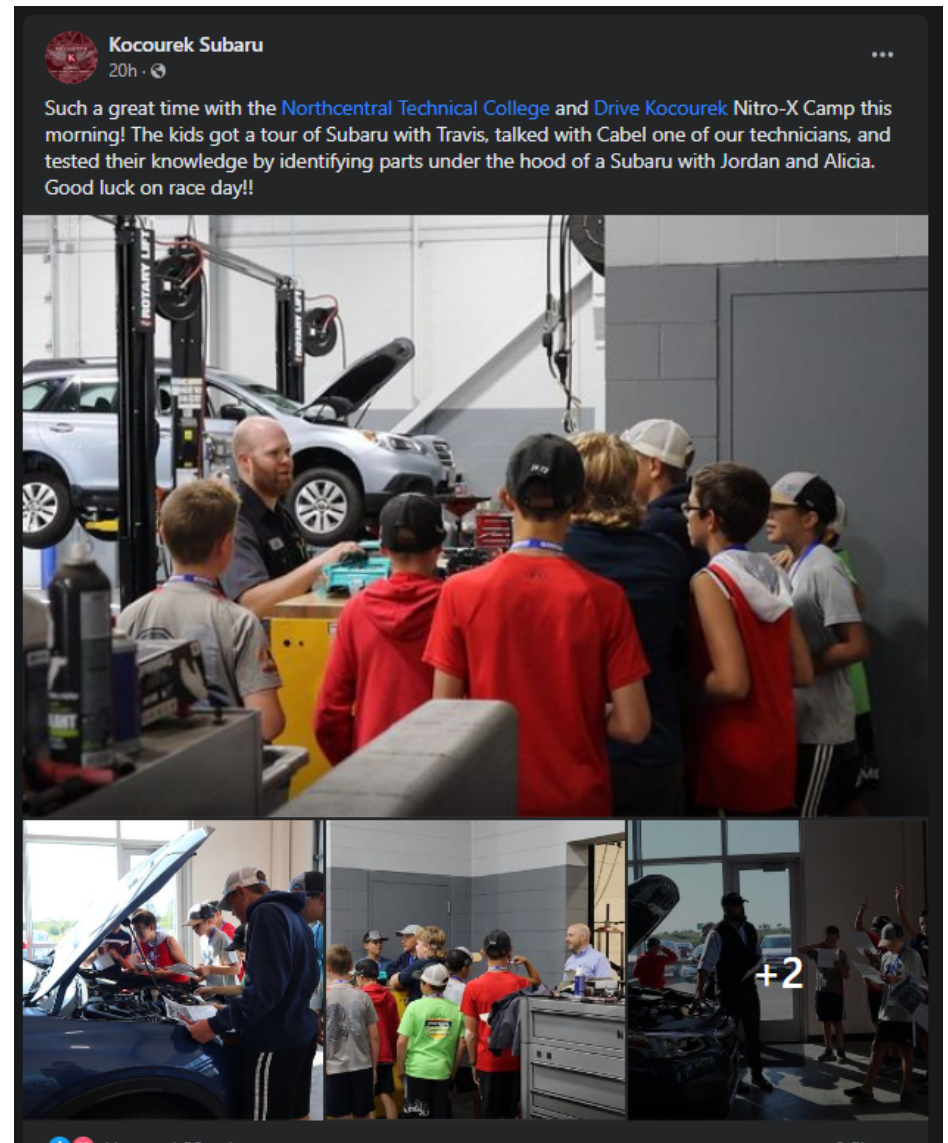 Kocourek Subaru
20h ·
Such a great time with the Northcentral Technical College and Drive Kocourek Nitro-X Camp this
morning! The kids got a tour of Subaru with Travis, talked with Cabel one of our technicians, and
tested their knowledge by identifying parts under the hood of a Subaru with Jordan and Alicia.
Good luck on race day!!
ROTARY LIFT
ROTARY LIFT
+2